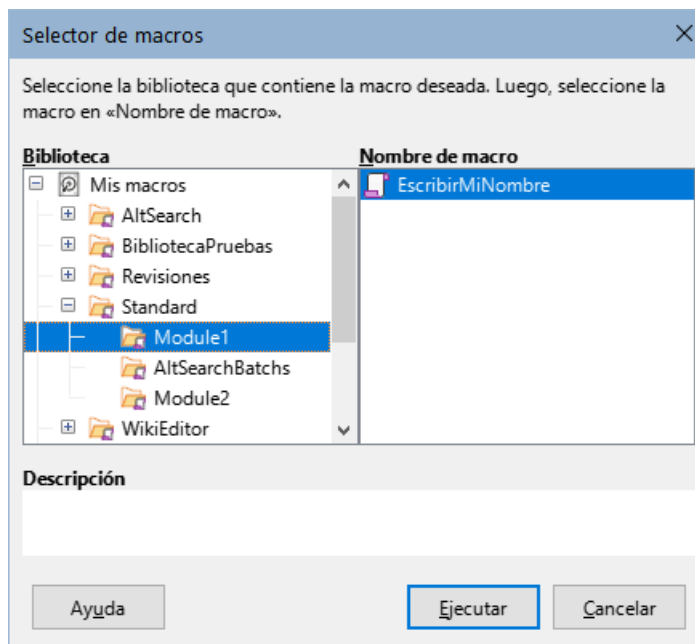 Selector de macros
Seleccione la biblioteca que contiene la macro deseada. Luego, seleccione la
macro en «Nombre de macro».
Biblioteca
Mis macros
AltSearch
BibliotecaPruebas
Revisiones
Standard
Module1
AltSearchBatchs
Module2
WikiEditor
Nombre de macro
EscribirMiNombre
Descripción
Ayuda
Ejecutar
Cancelar